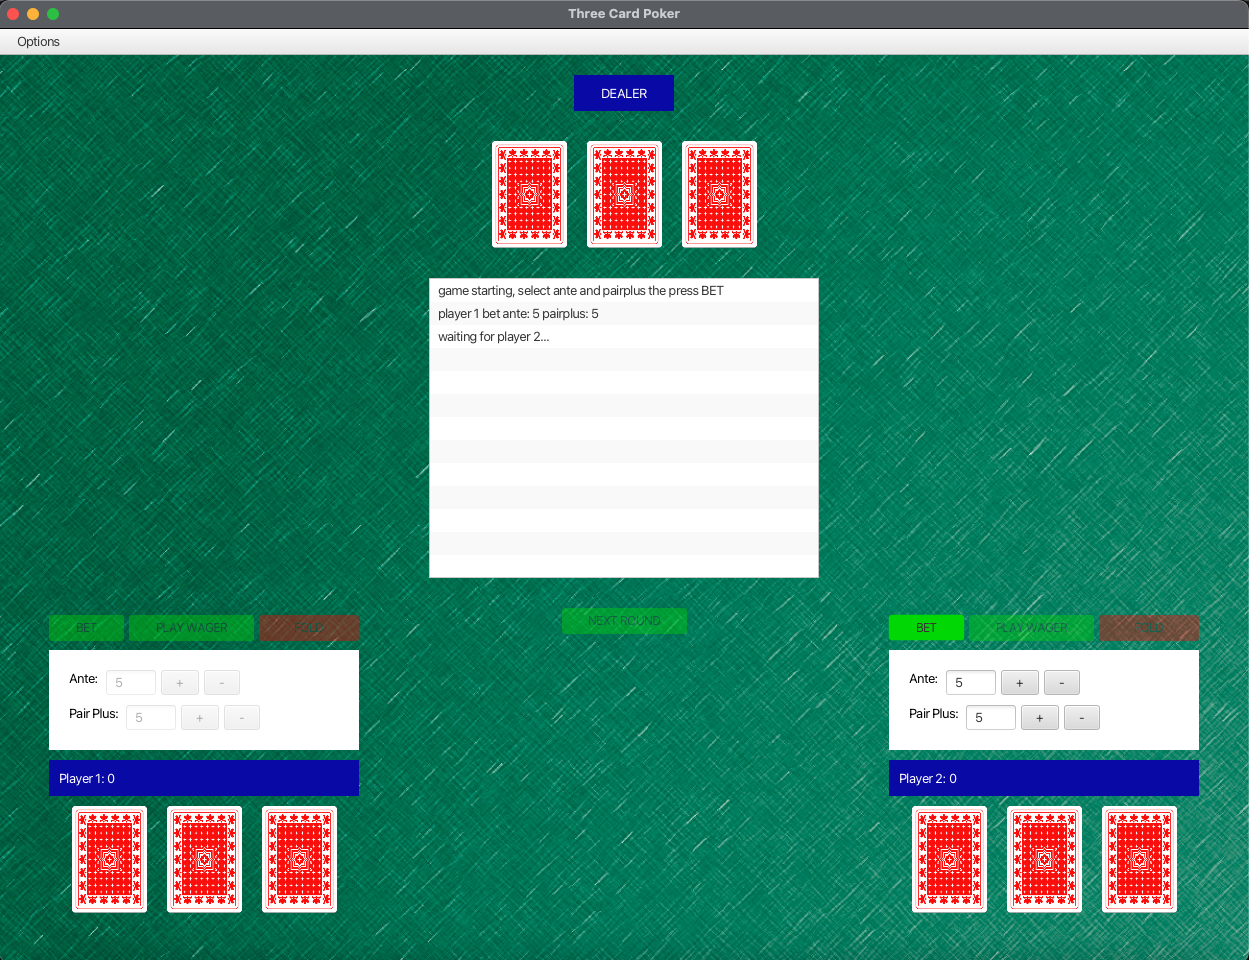 Three Card Poker
Options
DEALER
game starting, select ante and pairplus the press BET
player 1 bet ante: 5 pairplus: 5
waiting for player 2...
NEXT ROUND
BET PLAY WAGER FOLD
Ante: 5 + -
Pair Plus: 5 + -
Player 1: 0
BET PLAY WAGER FOLD
Ante: 5 + -
Pair Plus: 5 + -
Player 2: 0